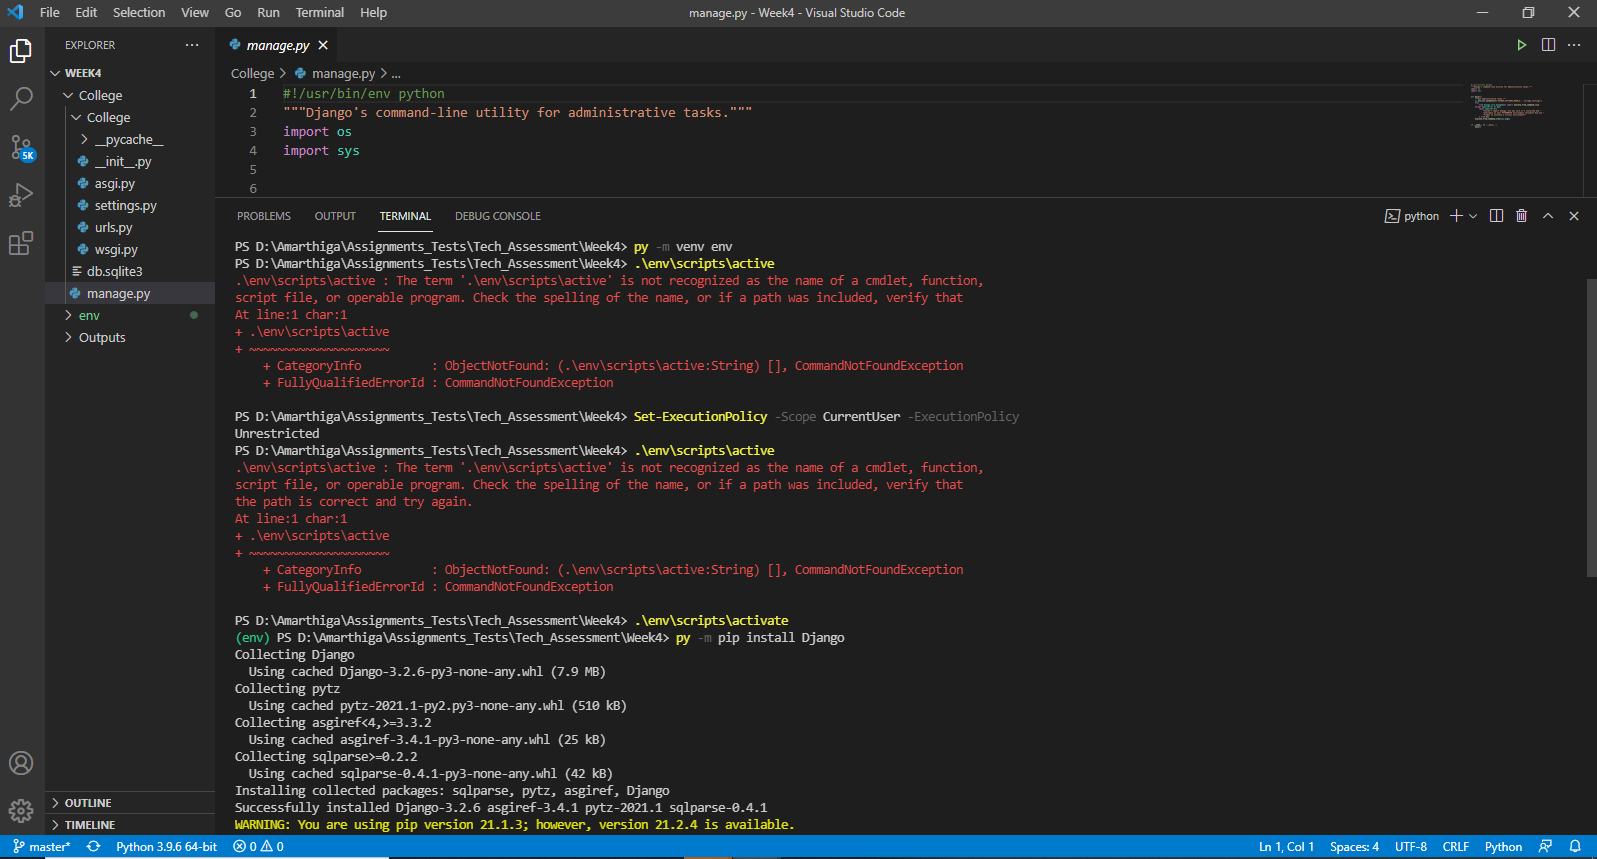 File Edit Selection View Go Run Terminal Help
manage.py - Week4 - Visual Studio Code
EXPLORER
WEEK4
College
College
__pycache__
__init__.py
asgi.py
settings.py
urls.py
wsgi.py
db.sqlite3
manage.py
env
Outputs
OUTLINE
TIMELINE
5K
manage.py
College > manage.py > ...
1 #!/usr/bin/env python
2 """Django's command-line utility for administrative tasks."""
3 import os
4 import sys
5
6
PROBLEMS OUTPUT TERMINAL DEBUG CONSOLE
python
PS D:\Amarthiga\Assignments_Tests\Tech_Assessment\Week4> py -m venv env
PS D:\Amarthiga\Assignments_Tests\Tech_Assessment\Week4> .\env\scripts\active
.\env\scripts\active : The term '.\env\scripts\active' is not recognized as the name of a cmdlet, function,
script file, or operable program. Check the spelling of the name, or if a path was included, verify that
At line:1 char:1
+ .\env\scripts\active
+ ~~~~~~~~~~~~~~~~~~~~
+ CategoryInfo : ObjectNotFound: (.\env\scripts\active:String) [], CommandNotFoundException
+ FullyQualifiedErrorId : CommandNotFoundException
PS D:\Amarthiga\Assignments_Tests\Tech_Assessment\Week4> Set-ExecutionPolicy -Scope CurrentUser -ExecutionPolicy
Unrestricted
PS D:\Amarthiga\Assignments_Tests\Tech_Assessment\Week4> .\env\scripts\active
.\env\scripts\active : The term '.\env\scripts\active' is not recognized as the name of a cmdlet, function,
script file, or operable program. Check the spelling of the name, or if a path was included, verify that
the path is correct and try again.
At line:1 char:1
+ .\env\scripts\active
+ ~~~~~~~~~~~~~~~~~~~~
+ CategoryInfo : ObjectNotFound: (.\env\scripts\active:String) [], CommandNotFoundException
+ FullyQualifiedErrorId : CommandNotFoundException
PS D:\Amarthiga\Assignments_Tests\Tech_Assessment\Week4> .\env\scripts\activate
(env) PS D:\Amarthiga\Assignments_Tests\Tech_Assessment\Week4> py -m pip install Django
Collecting Django
Using cached Django-3.2.6-py3-none-any.whl (7.9 MB)
Collecting pytz
Using cached pytz-2021.1-py2.py3-none-any.whl (510 kB)
Collecting asgiref<4,>=3.3.2
Using cached asgiref-3.4.1-py3-none-any.whl (25 kB)
Collecting sqlparse>=0.2.2
Using cached sqlparse-0.4.1-py3-none-any.whl (42 kB)
Installing collected packages: sqlparse, pytz, asgiref, Django
Successfully installed Django-3.2.6 asgiref-3.4.1 pytz-2021.1 sqlparse-0.4.1
WARNING: You are using pip version 21.1.3; however, version 21.2.4 is available.
master* Python 3.9.6 64-bit 0 0 Ln 1, Col 1 Spaces: 4 UTF-8 CRLF Python